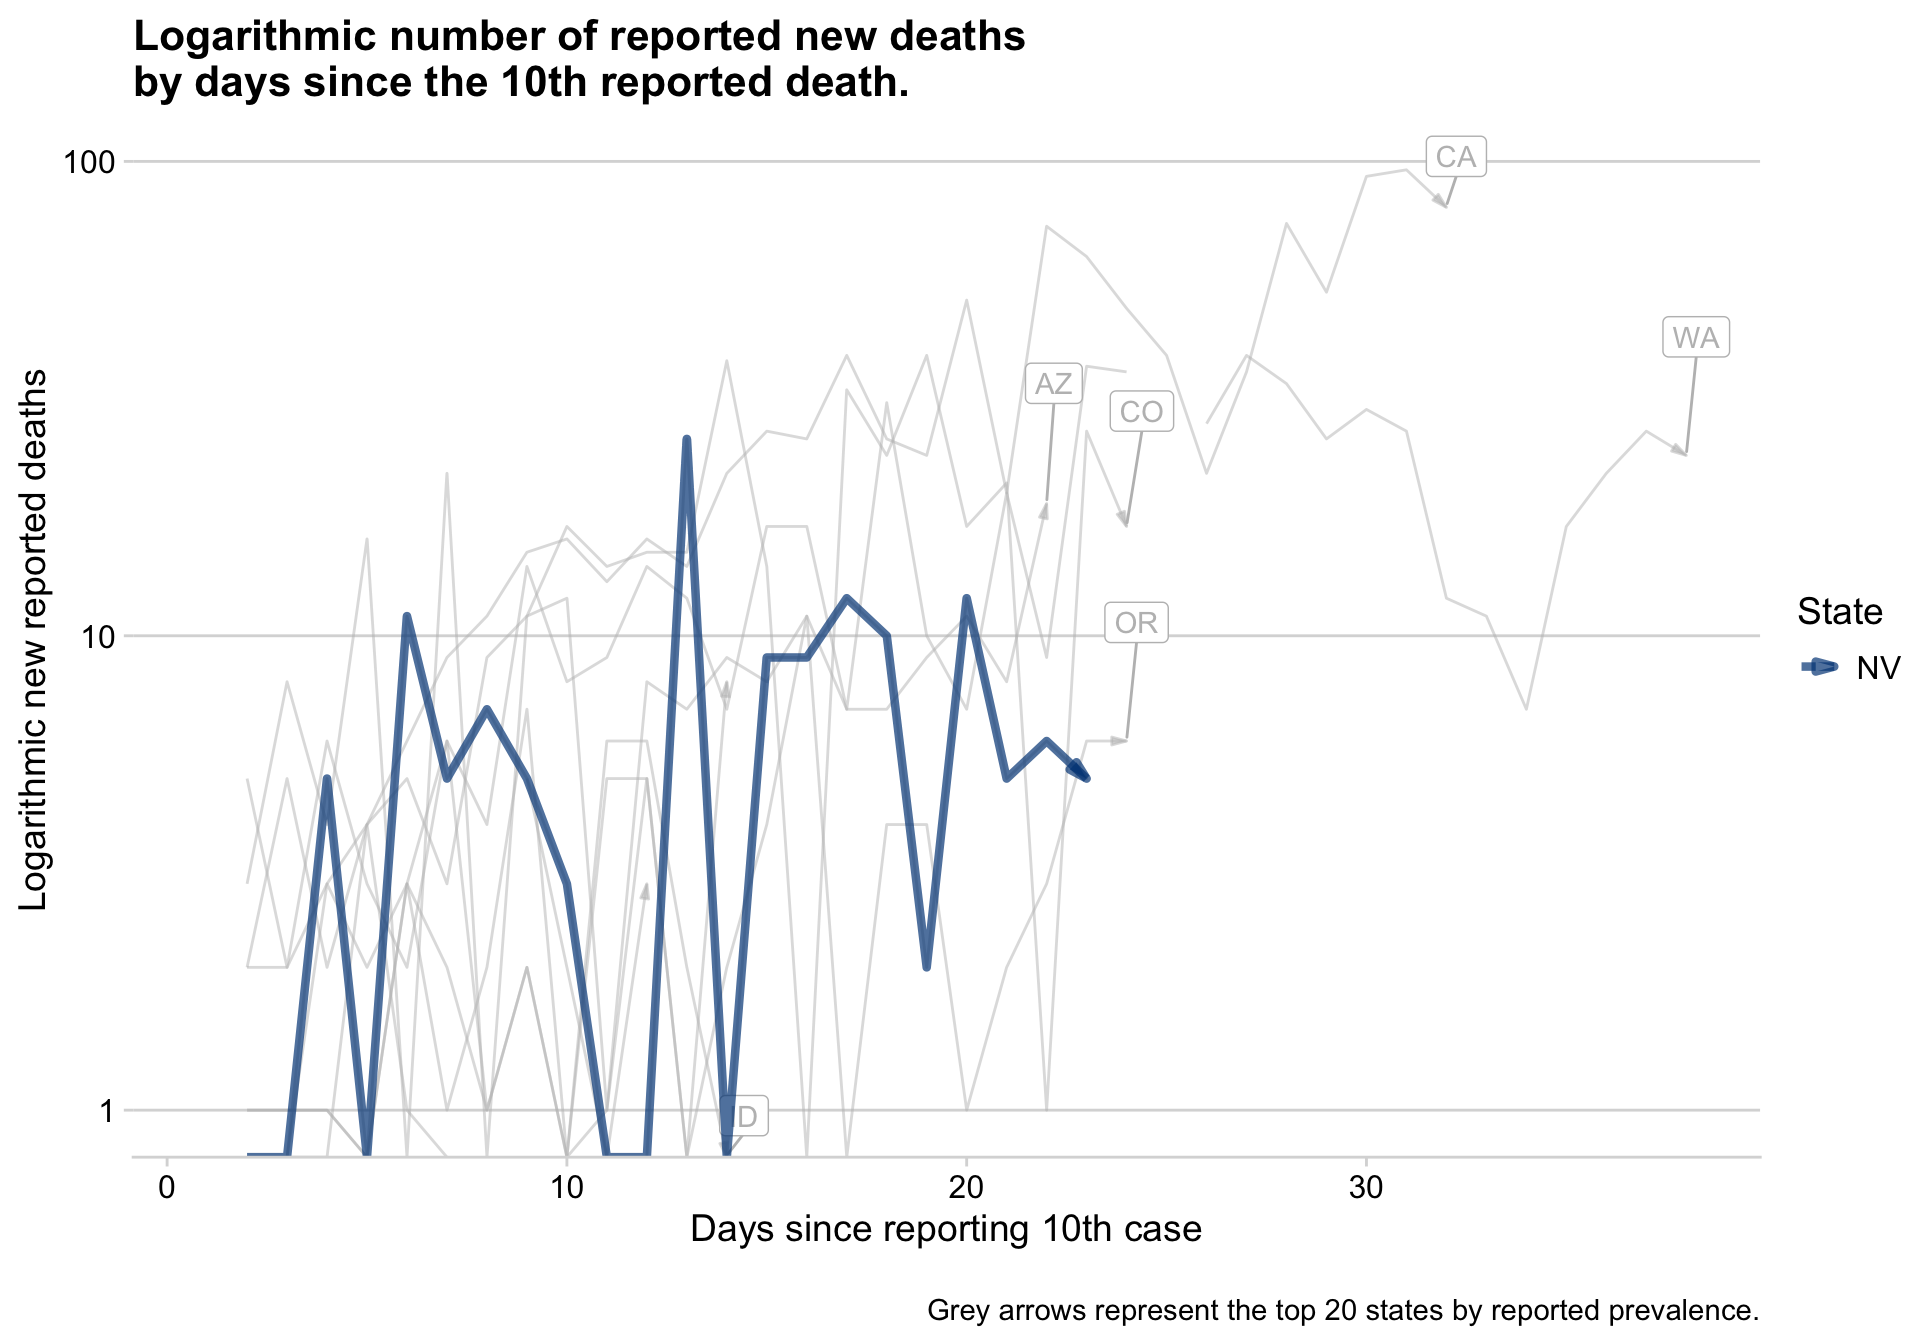 Logarithmic number of reported new deaths
by days since the 10th reported death.
Logarithmic new reported deaths
100
10
1
CA
WA
AZ
CO
OR
ID
State
NV
0
10
20
30
Days since reporting 10th case
Grey arrows represent the top 20 states by reported prevalence.